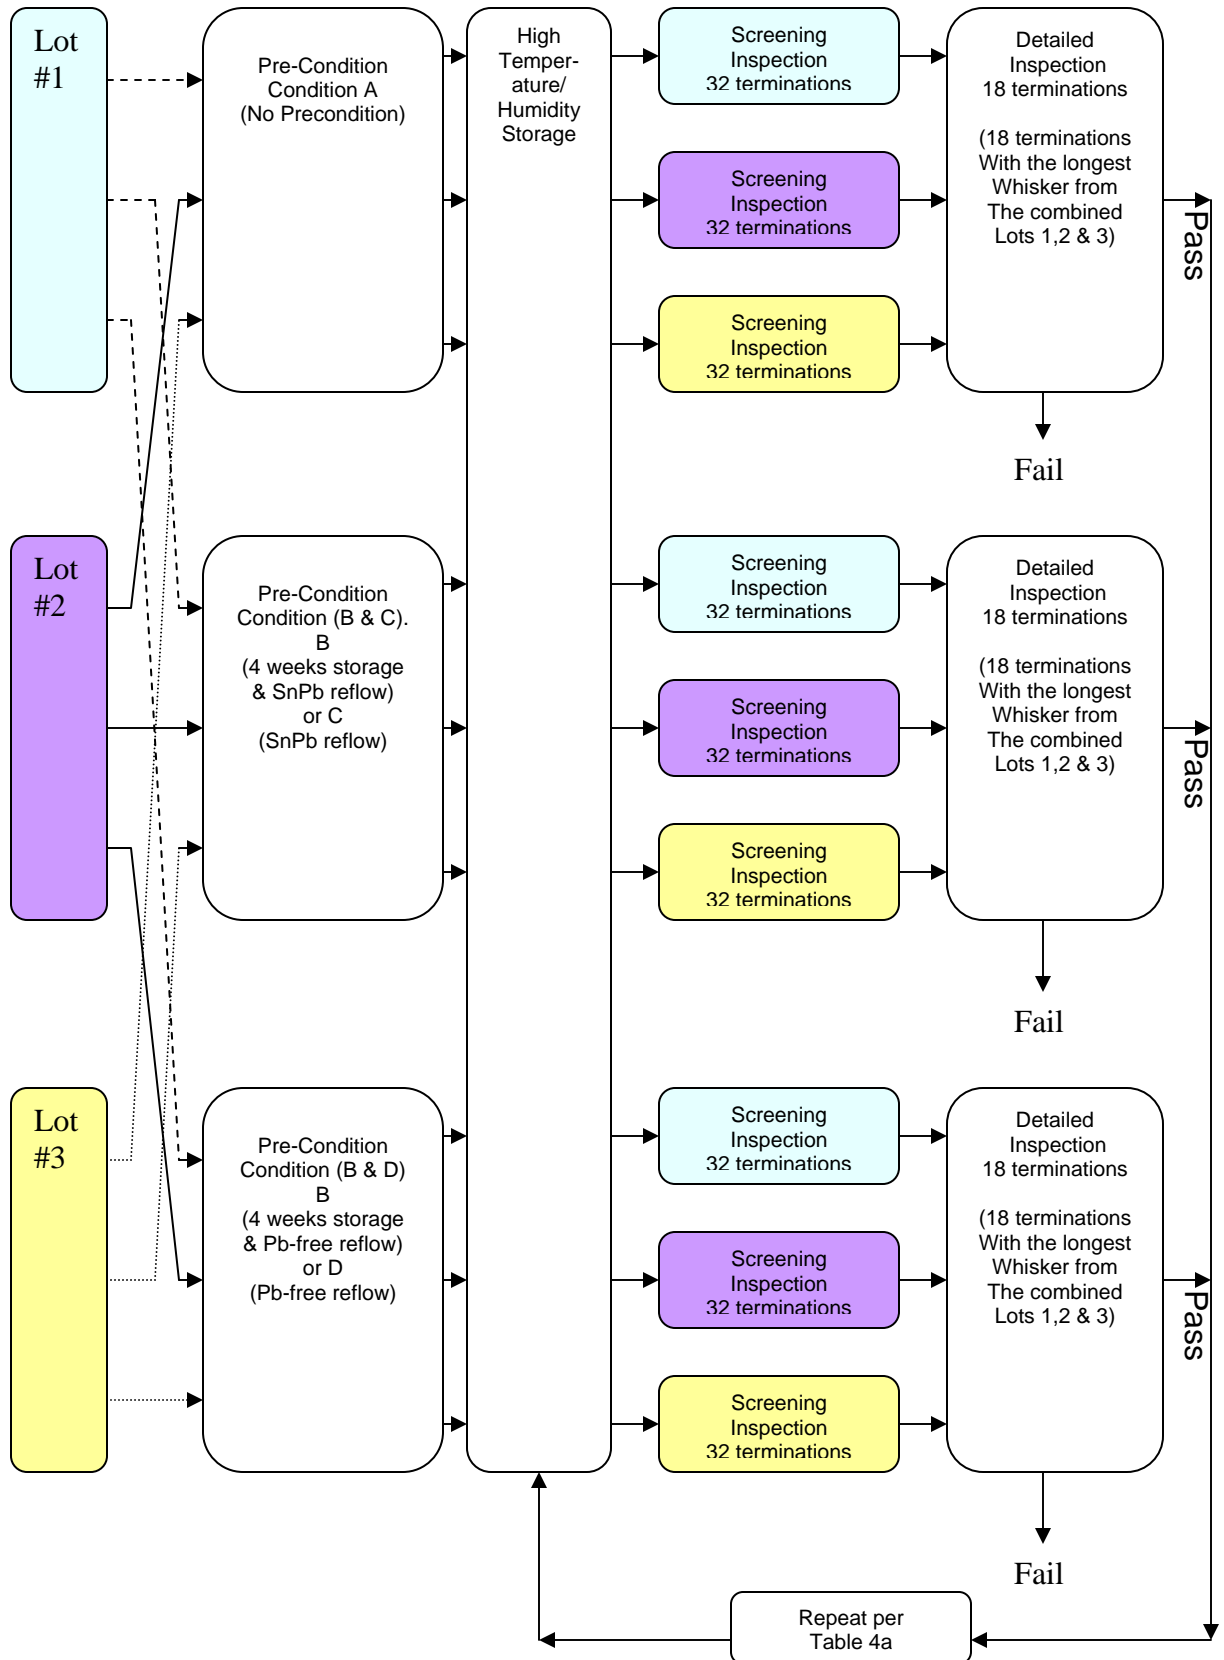 Lot
#1
Pre-Condition
Condition A
(No Precondition)
High
Temper-
ature/
Humidity
Storage
Screening
Inspection
32 terminations
Screening
Inspection
32 terminations
Screening
Inspection
32 terminations
Detailed
Inspection
18 terminations
(18 terminations
With the longest
Whisker from
The combined
Lots 1,2 & 3)
Pass
Fail
Lot
#2
Pre-Condition
Condition (B & C).
B
(4 weeks storage
& SnPb reflow)
or C
(SnPb reflow)
Screening
Inspection
32 terminations
Screening
Inspection
32 terminations
Screening
Inspection
32 terminations
Detailed
Inspection
18 terminations
(18 terminations
With the longest
Whisker from
The combined
Lots 1,2 & 3)
Pass
Fail
Lot
#3
Pre-Condition
Condition (B & D)
B
(4 weeks storage
& Pb-free reflow)
or D
(Pb-free reflow)
Screening
Inspection
32 terminations
Screening
Inspection
32 terminations
Screening
Inspection
32 terminations
Detailed
Inspection
18 terminations
(18 terminations
With the longest
Whisker from
The combined
Lots 1,2 & 3)
Pass
Fail
Repeat per
Table 4a